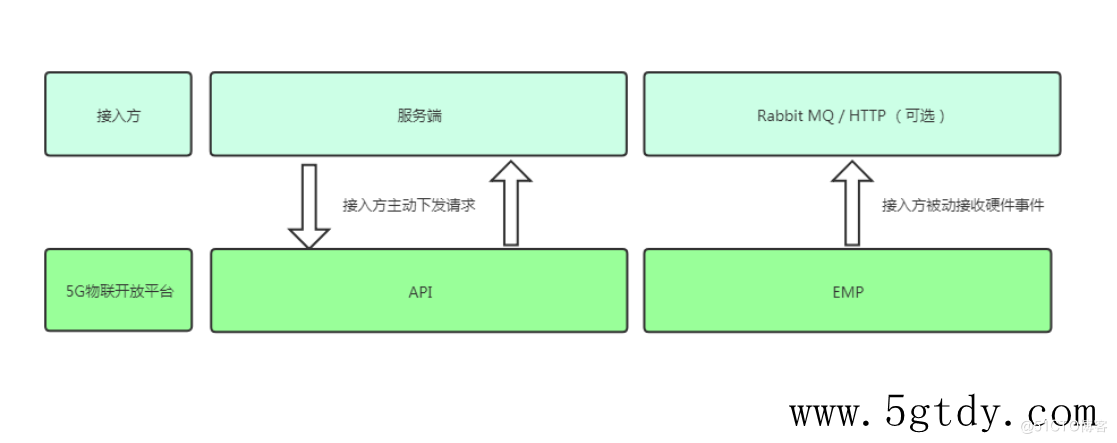 接入方
服务端
Rabbit MQ / HTTP （可选）
接入方主动下发请求
接入方被动接收硬件事件
5G物联开放平台
API
EMP
www.5gtdy.com
@51CTO博客